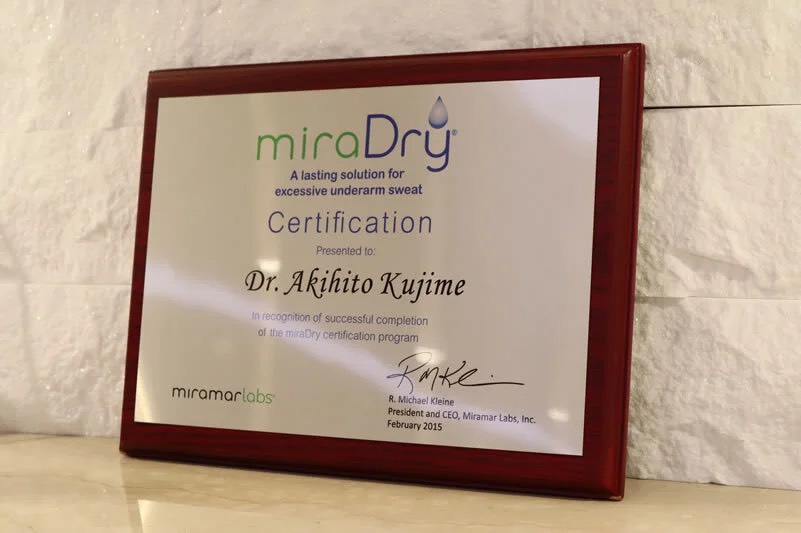 miraDry®
A lasting solution for
excessive underarm sweat
Certification
Presented to:
Dr. Akihito Kujime
In recognition of successful completion
of the miraDry certification program
R. Michael Kleine
President and CEO, Miramar Labs, Inc.
February 2015
miramarlabs®